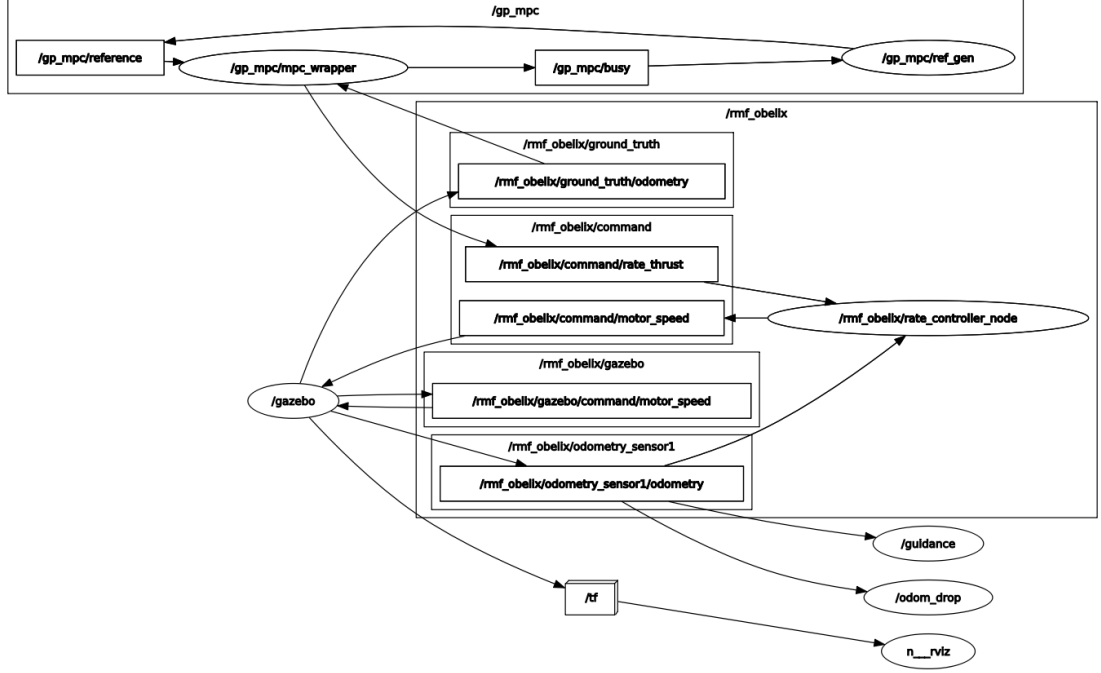 /gp_mpc
/gp_mpc/reference
/gp_mpc/mpc_wrapper
/gp_mpc/busy
/gp_mpc/ref_gen
/rmf_obelix
/rmf_obelix/ground_truth
/rmf_obelix/ground_truth/odometry
/rmf_obelix/command
/rmf_obelix/command/rate_thrust
/rmf_obelix/command/motor_speed
/rmf_obelix/rate_controller_node
/rmf_obelix/gazebo
/gazebo
/rmf_obelix/gazebo/command/motor_speed
/rmf_obelix/odometry_sensor1
/rmf_obelix/odometry_sensor1/odometry
/guidance
/tf
/odom_drop
n__rviz